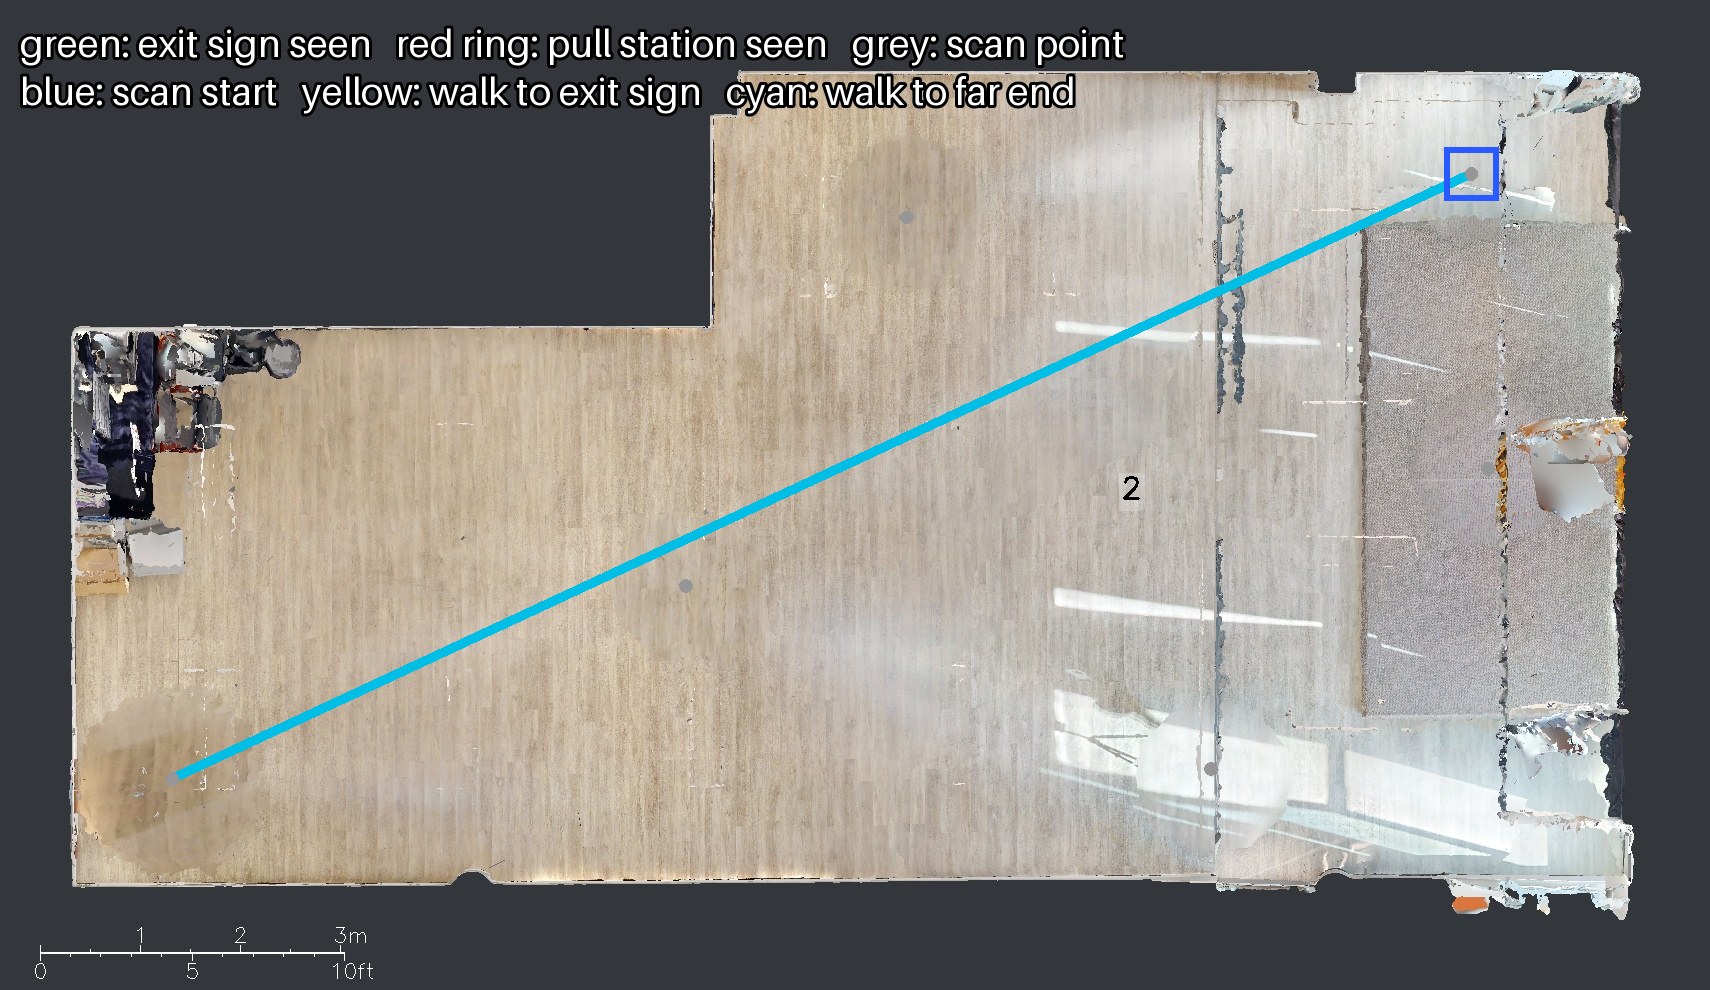 green: exit sign seen   red ring: pull station seen   grey: scan point
blue: scan start   yellow: walk to exit sign   cyan: walk to far end
2
1 2 3m
0 5 10ft